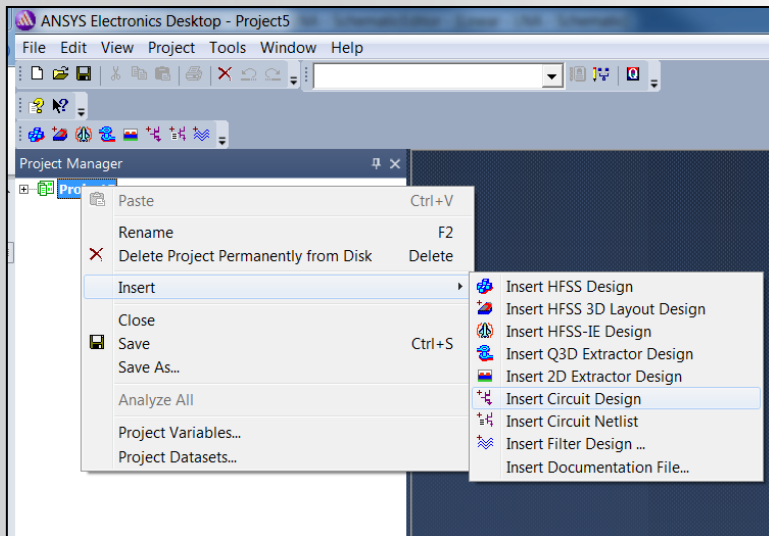 ANSYS Electronics Desktop - Project5
File Edit View Project Tools Window Help
Project Manager
Paste Ctrl+V
Rename F2
Delete Project Permanently from Disk Delete
Insert
Close
Save Ctrl+S
Save As...
Analyze All
Project Variables...
Project Datasets...
Insert HFSS Design
Insert HFSS 3D Layout Design
Insert HFSS-IE Design
Insert Q3D Extractor Design
Insert 2D Extractor Design
Insert Circuit Design
Insert Circuit Netlist
Insert Filter Design ...
Insert Documentation File...